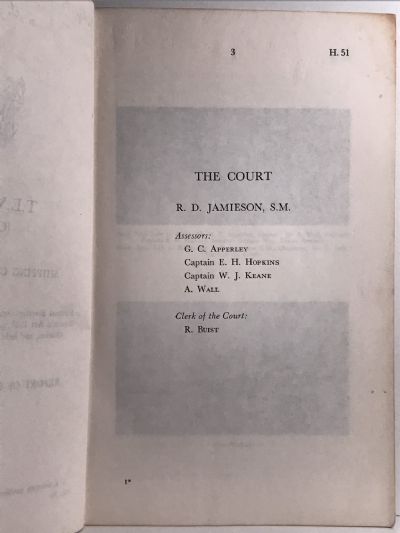 3 H. 51
THE COURT
R. D. JAMIESON, S.M.
Assessors:
G. C. APPERLEY
Captain E. H. HOPKINS
Captain W. J. KEANE
A. WALL
Clerk of the Court:
R. BUIST
1*